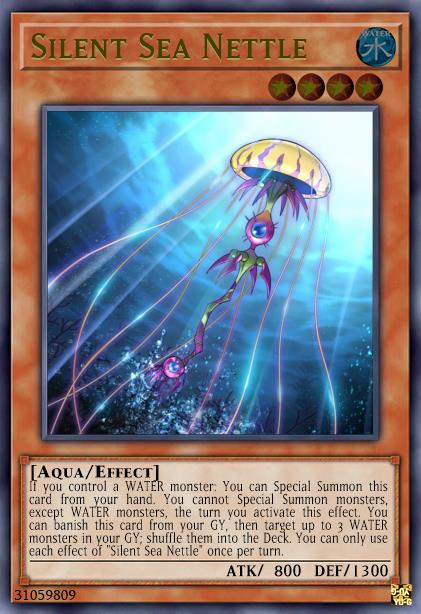 SILENT SEA NETTLE
WATER
水
[AQUA/EFFECT]
If you control a WATER monster: You can Special Summon this
card from your hand. You cannot Special Summon monsters,
except WATER monsters, the turn you activate this effect. You
can banish this card from your GY, then target up to 3 WATER
monsters in your GY; shuffle them into the Deck. You can only use
each effect of "Silent Sea Nettle" once per turn.
ATK/ 800 DEF/1300
31059809